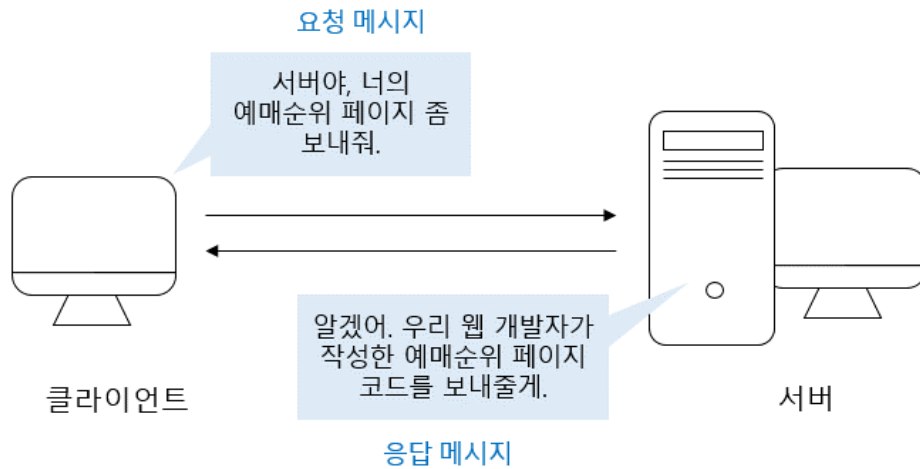 요청 메시지
서버야, 너의
예매순위 페이지 좀
보내줘.
알겠어. 우리 웹 개발자가
작성한 예매순위 페이지
코드를 보내줄게.
클라이언트
서버
응답 메시지